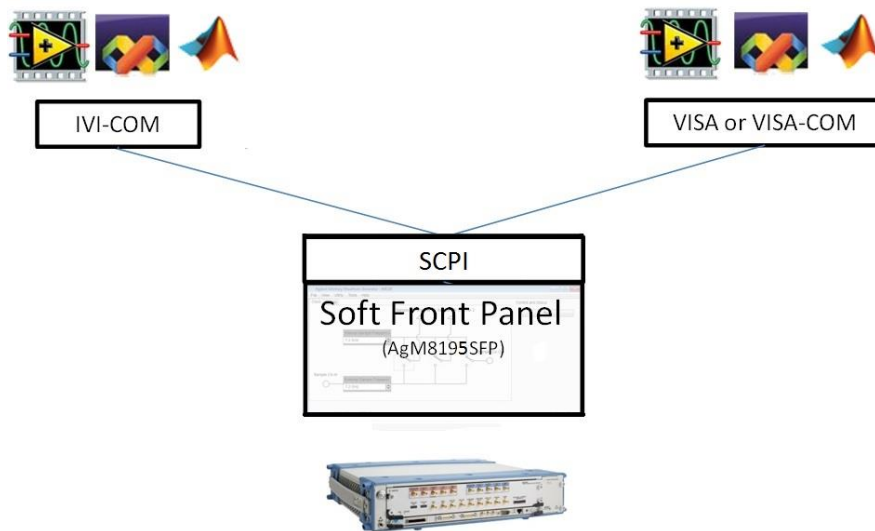 IVI-COM
VISA or VISA-COM
SCPI
Soft Front Panel
(AgM8195SFP)